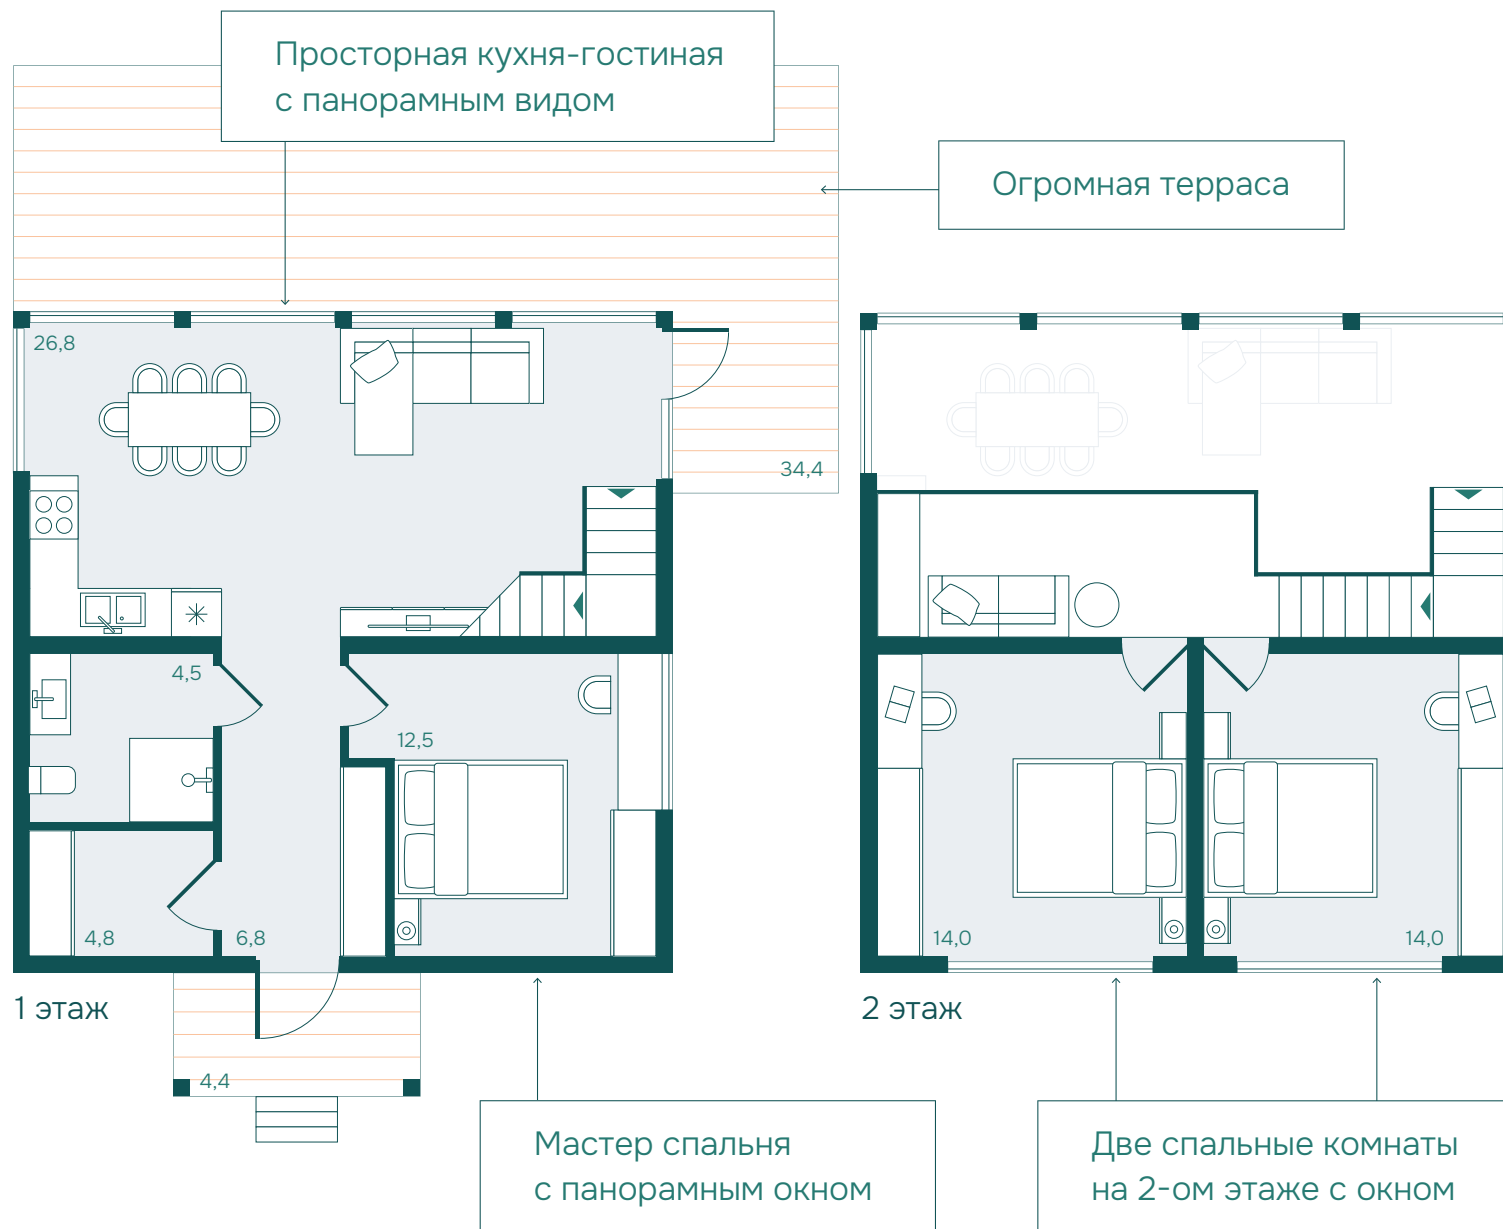 Просторная кухня-гостиная
с панорамным видом
Огромная терраса
26,8
34,4
4,5
12,5
4,8
6,8
14,0
14,0
1 этаж
2 этаж
4,4
Мастер спальня
с панорамным окном
Две спальные комнаты
на 2-ом этаже с окном